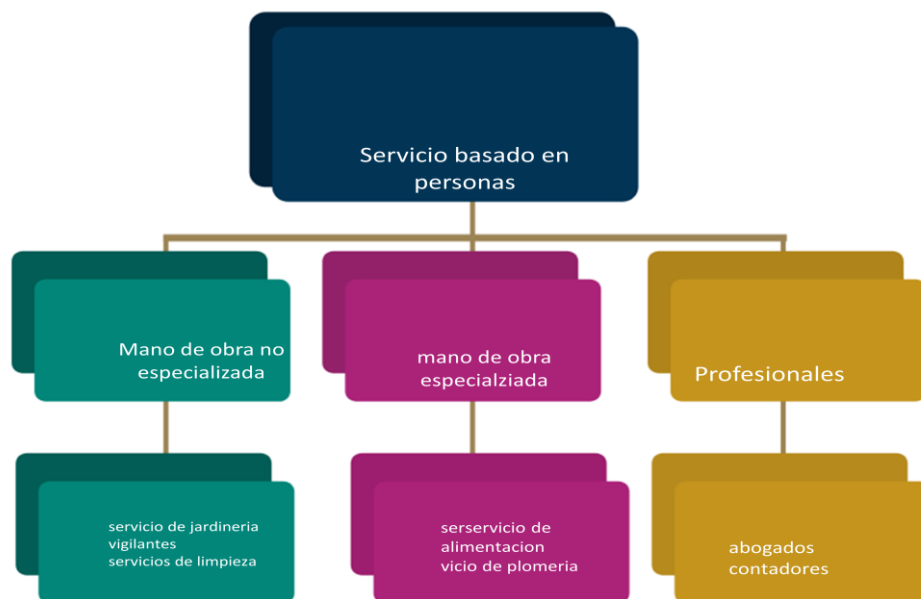 Servicio basado en
personas
Mano de obra no
especializada
mano de obra
especialziada
Profesionales
servicio de jardineria
vigilantes
servicios de limpieza
serservicio de
alimentacion
vicio de plomeria
abogados
contadores